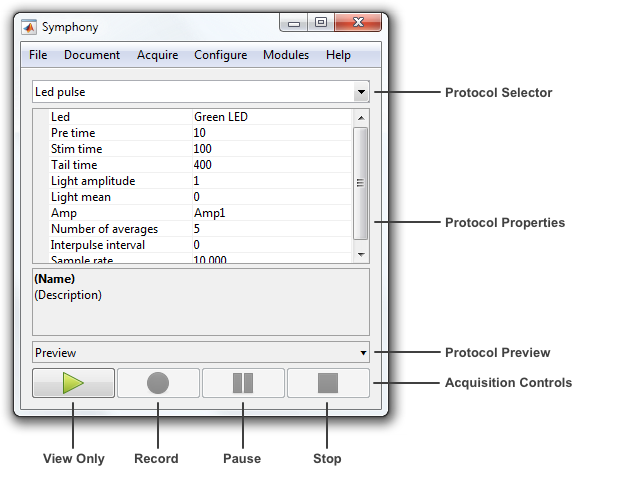 Symphony
File Document Acquire Configure Modules Help
Led pulse
Protocol Selector
Led Green LED
Pre time 10
Stim time 100
Tail time 400
Light amplitude 1
Light mean 0
Amp Amp1
Protocol Properties
Number of averages 5
Interpulse interval 0
Sample rate 10,000
(Name)
(Description)
Preview
Protocol Preview
Acquisition Controls
View Only Record Pause Stop